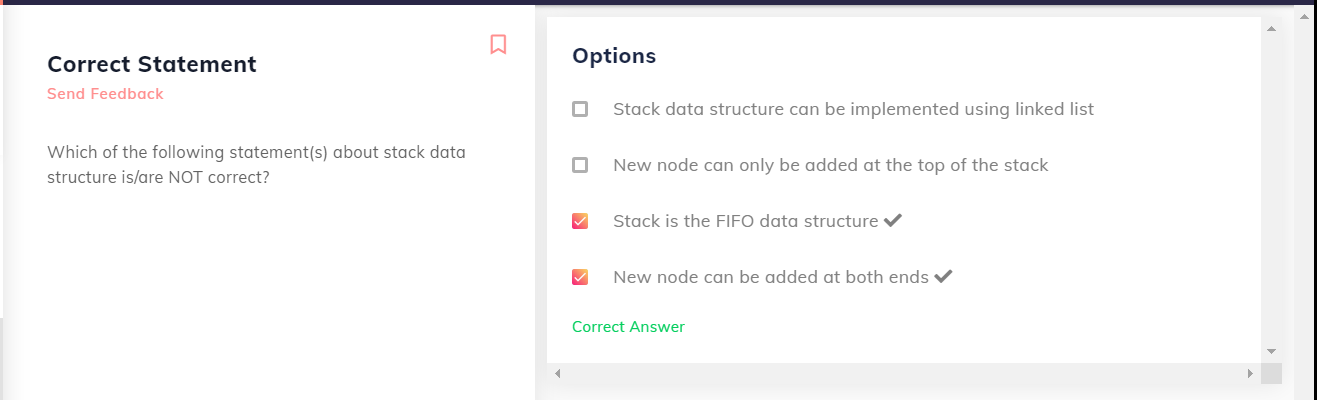 Correct Statement
Send Feedback
Which of the following statement(s) about stack data
structure is/are NOT correct?
Options
Stack data structure can be implemented using linked list
New node can only be added at the top of the stack
Stack is the FIFO data structure
New node can be added at both ends
Correct Answer